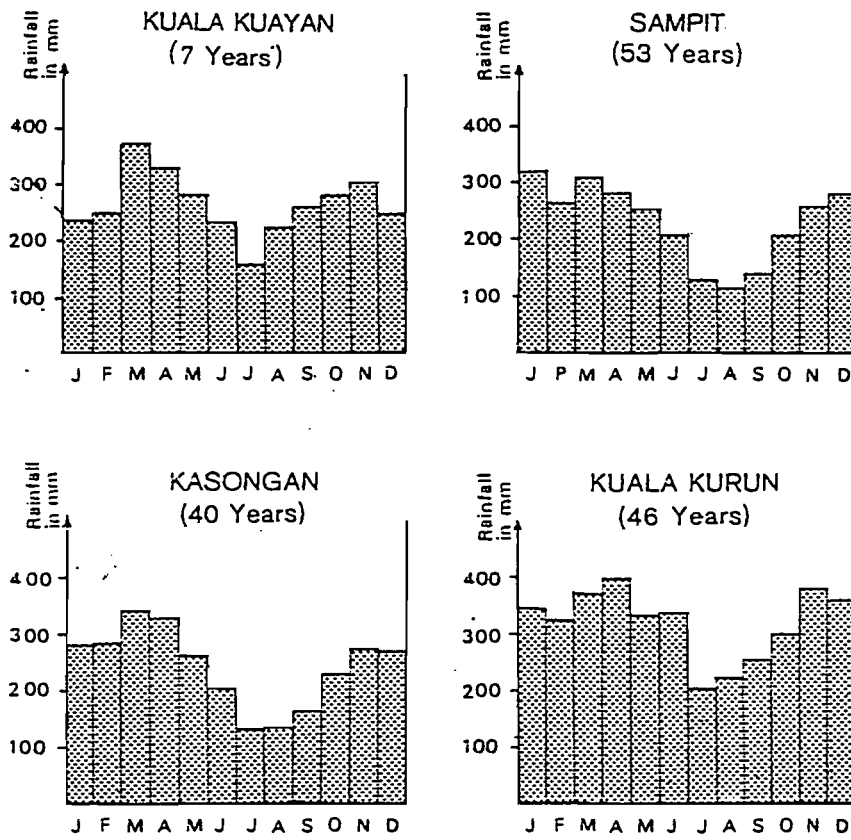 KUALA KUAYAN
(7 Years)
Rainfall
in mm
400
300
200
100
J F M A M J J A S O N D
SAMPIT
(53 Years)
Rainfall
in mm
400
300
200
100
J P M A M J J A S O N D
KASONGAN
(40 Years)
Rainfall
in mm
400
300
200
100
J F M A M J J A S O N D
KUALA KURUN
(46 Years)
Rainfall
in mm
400
300
200
100
J F M A M J J A S O N D